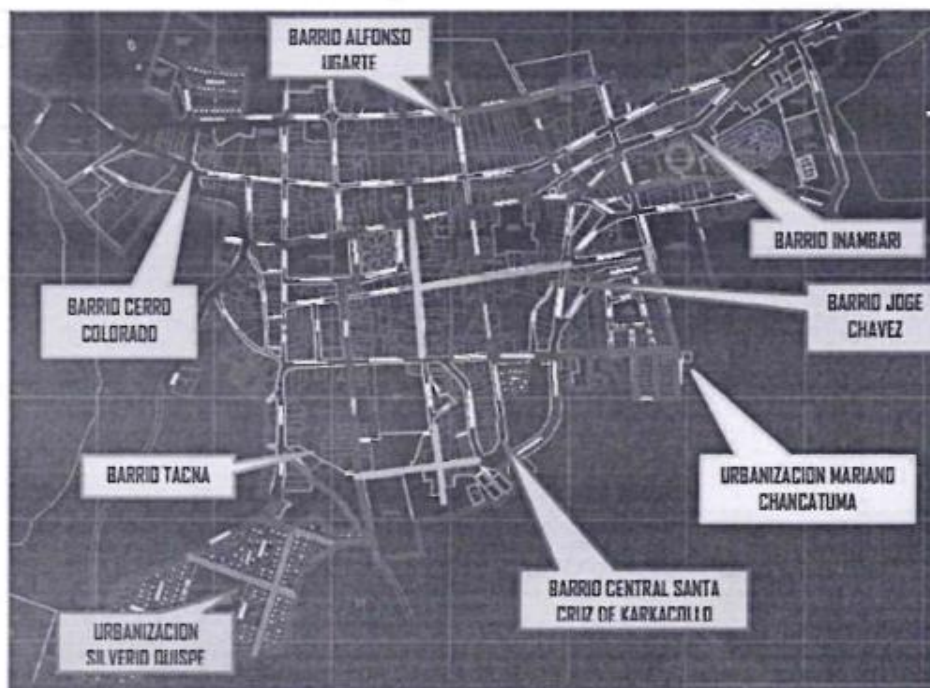 BARRIO ALFONSO
UGARTE
BARRIO INAMBARI
BARRIO CERRO
COLORADO
BARRIO JOGE
CHAVEZ
BARRIO TACNA
URBANIZACION MARIANO
CHANCATUMA
BARRIO CENTRAL SANTA
CRUZ DE KARKACOLLO
URBANIZACION
SILVERIO QUISPE